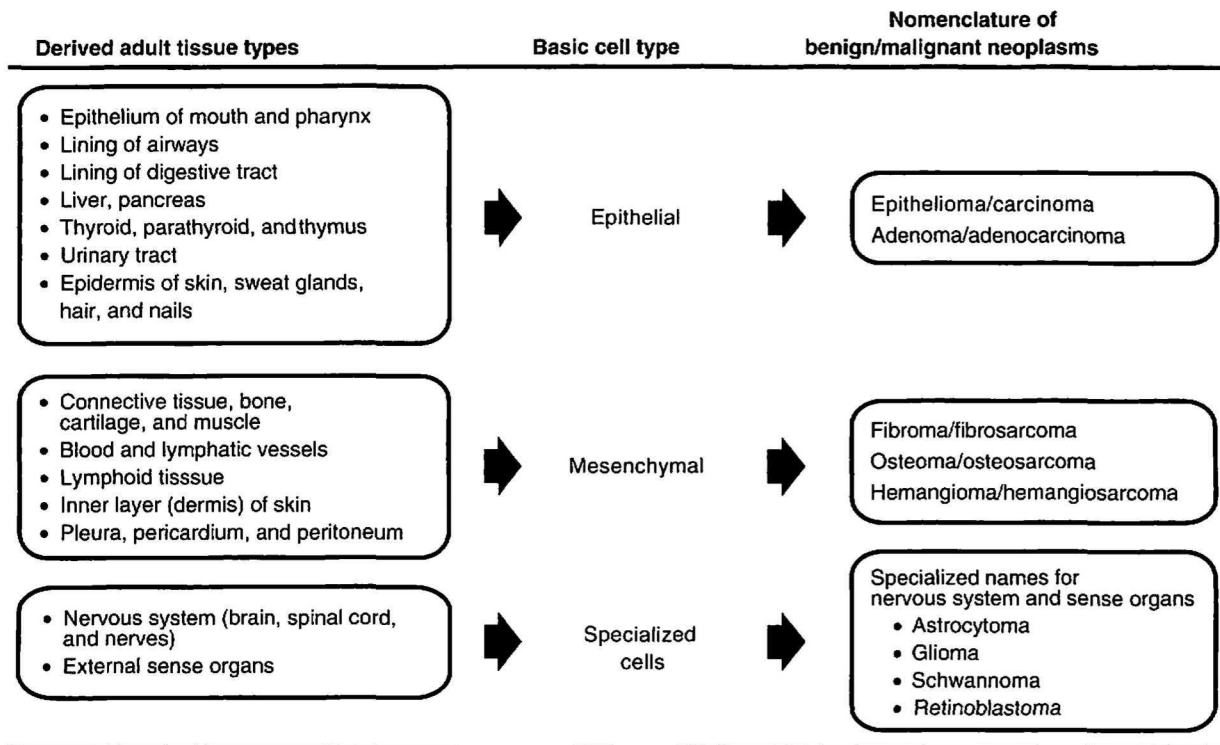 Derived adult tissue types
Basic cell type
Nomenclature of
benign/malignant neoplasms
• Epithelium of mouth and pharynx
• Lining of airways
• Lining of digestive tract
• Liver, pancreas
• Thyroid, parathyroid, andthymus
• Urinary tract
• Epidermis of skin, sweat glands,
hair, and nails
Epithelial
Epithelioma/carcinoma
Adenoma/adenocarcinoma
• Connective tissue, bone,
cartilage, and muscle
• Blood and lymphatic vessels
• Lymphoid tisssue
• Inner layer (dermis) of skin
• Pleura, pericardium, and peritoneum
Mesenchymal
Fibroma/fibrosarcoma
Osteoma/osteosarcoma
Hemangioma/hemangiosarcoma
• Nervous system (brain, spinal cord,
and nerves)
• External sense organs
Specialized
cells
Specialized names for
nervous system and sense organs
• Astrocytoma
• Glioma
• Schwannoma
• Retinoblastoma